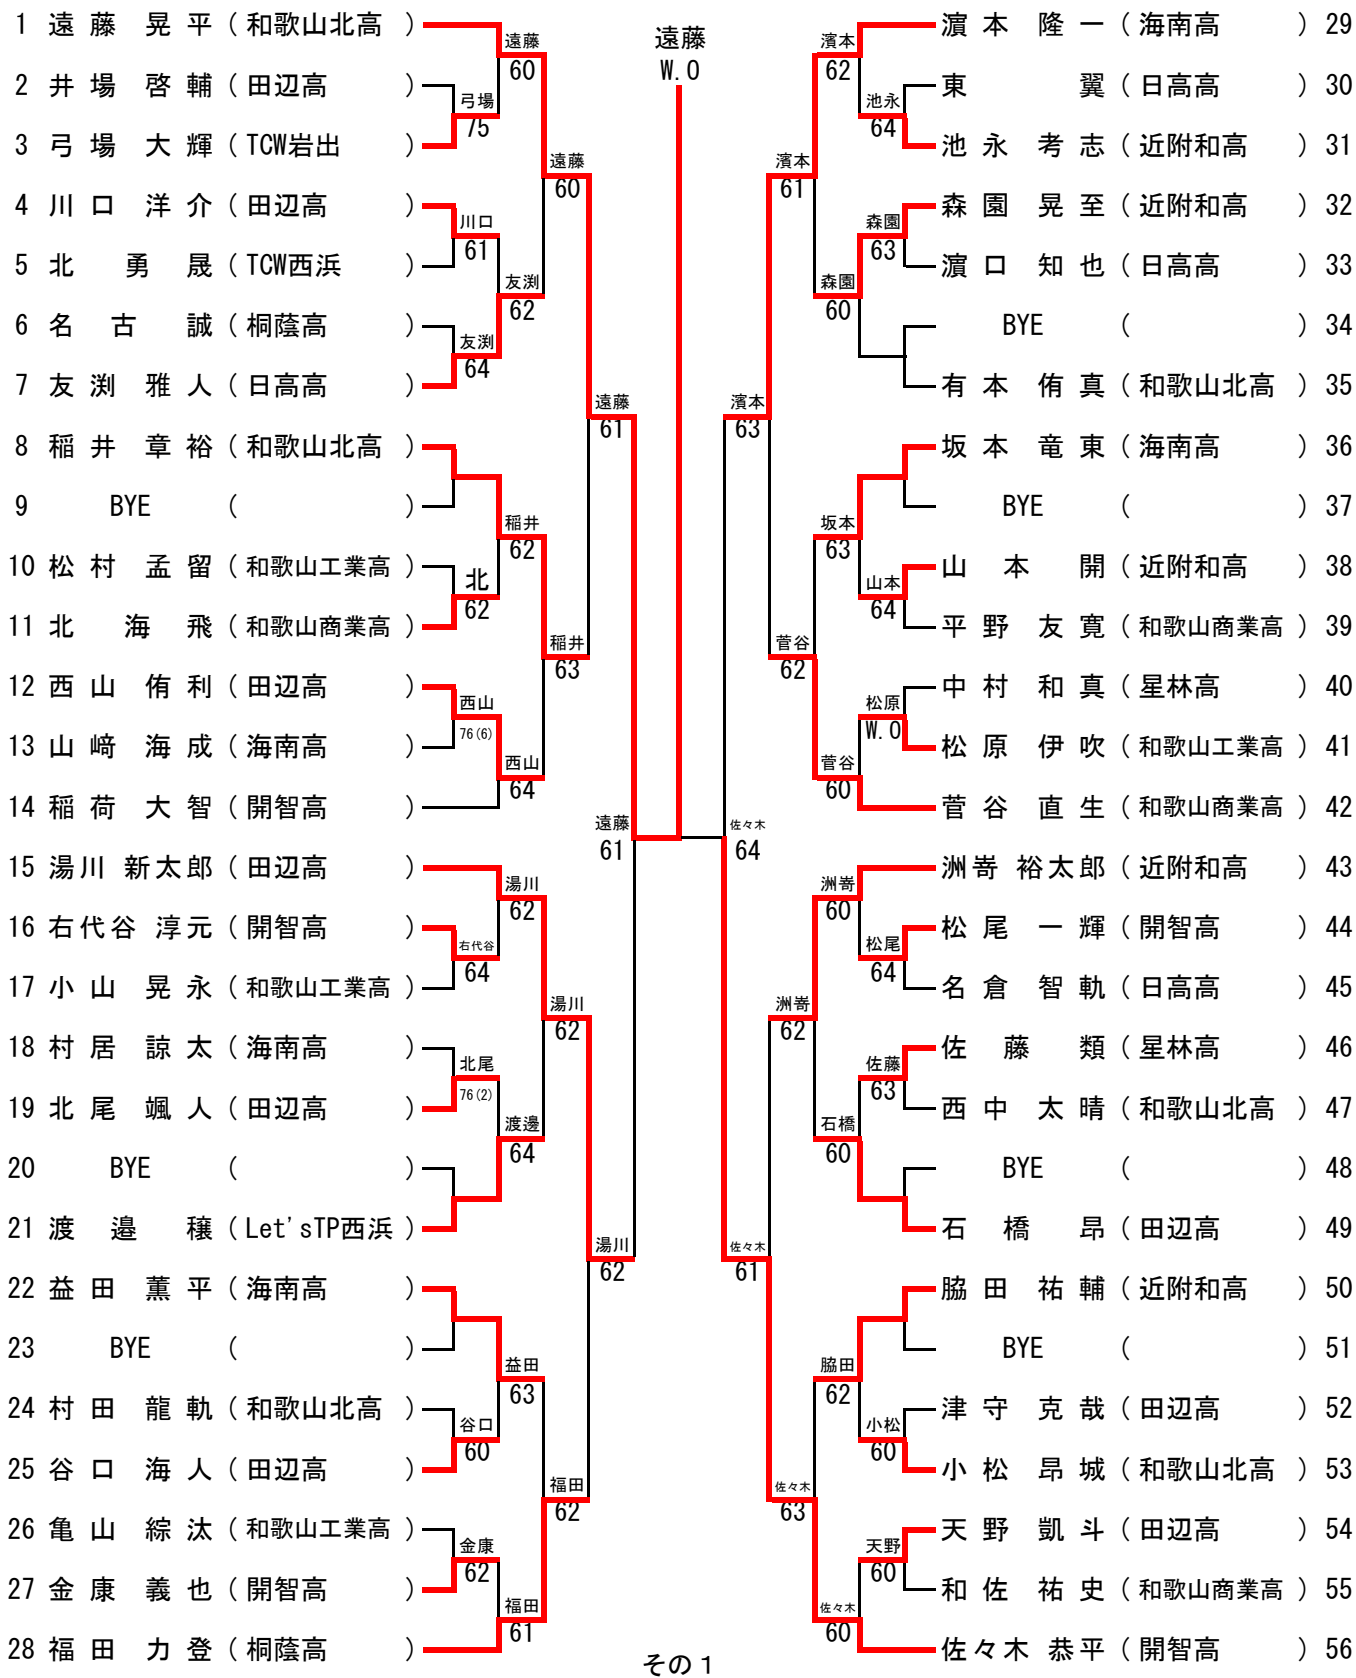 遠藤
W.O
1 遠藤 晃平 (和歌山北高)
2 井場 啓輔 (田辺高)
3 弓場 大輝 (TCW岩出)
4 川口 洋介 (田辺高)
5 北 勇晟 (TCW西浜)
6 名古 誠 (桐蔭高)
7 友渕 雅人 (日高高)
8 稲井 章裕 (和歌山北高)
9 BYE ( )
10 松村 孟留 (和歌山工業高)
11 北 海飛 (和歌山商業高)
12 西山 侑利 (田辺高)
13 山﨑 海成 (海南高)
14 稲荷 大智 (開智高)
15 湯川 新太郎 (田辺高)
16 右代谷 淳元 (開智高)
17 小山 晃永 (和歌山工業高)
18 村居 諒太 (海南高)
19 北尾 颯人 (田辺高)
20 BYE ( )
21 渡邉 穣 (Let'sTP西浜)
22 益田 薫平 (海南高)
23 BYE ( )
24 村田 龍軌 (和歌山北高)
25 谷口 海人 (田辺高)
26 亀山 綜汰 (和歌山工業高)
27 金康 義也 (開智高)
28 福田 力登 (桐蔭高)
弓場
75
川口
61
友渕
64
北
62
西山
76(6)
右代谷
64
北尾
76(2)
谷口
60
金康
62
遠藤
60
友渕
62
稲井
62
西山
64
湯川
62
渡邊
64
益田
63
福田
61
遠藤
60
稲井
63
湯川
62
福田
62
遠藤
61
湯川
62
遠藤
61
佐々木
64
濵本
63
佐々木
61
濵本
61
菅谷
62
洲嵜
62
佐々木
63
濵本
62
森園
60
坂本
63
菅谷
60
洲嵜
60
石橋
60
脇田
62
佐々木
60
池永
64
森園
63
山本
64
松原
W.O
松尾
64
佐藤
63
小松
60
天野
60
濵本 隆一 (海南高) 29
東 翼 (日高高) 30
池永 考志 (近附和高) 31
森園 晃至 (近附和高) 32
濵口 知也 (日高高) 33
BYE ( ) 34
有本 侑真 (和歌山北高) 35
坂本 竜東 (海南高) 36
BYE ( ) 37
山本 開 (近附和高) 38
平野 友寛 (和歌山商業高) 39
中村 和真 (星林高) 40
松原 伊吹 (和歌山工業高) 41
菅谷 直生 (和歌山商業高) 42
洲嵜 裕太郎 (近附和高) 43
松尾 一輝 (開智高) 44
名倉 智軌 (日高高) 45
佐藤 類 (星林高) 46
西中 太晴 (和歌山北高) 47
BYE ( ) 48
石橋 昂 (田辺高) 49
脇田 祐輔 (近附和高) 50
BYE ( ) 51
津守 克哉 (田辺高) 52
小松 昂城 (和歌山北高) 53
天野 凱斗 (田辺高) 54
和佐 祐史 (和歌山商業高) 55
佐々木 恭平 (開智高) 56
その1